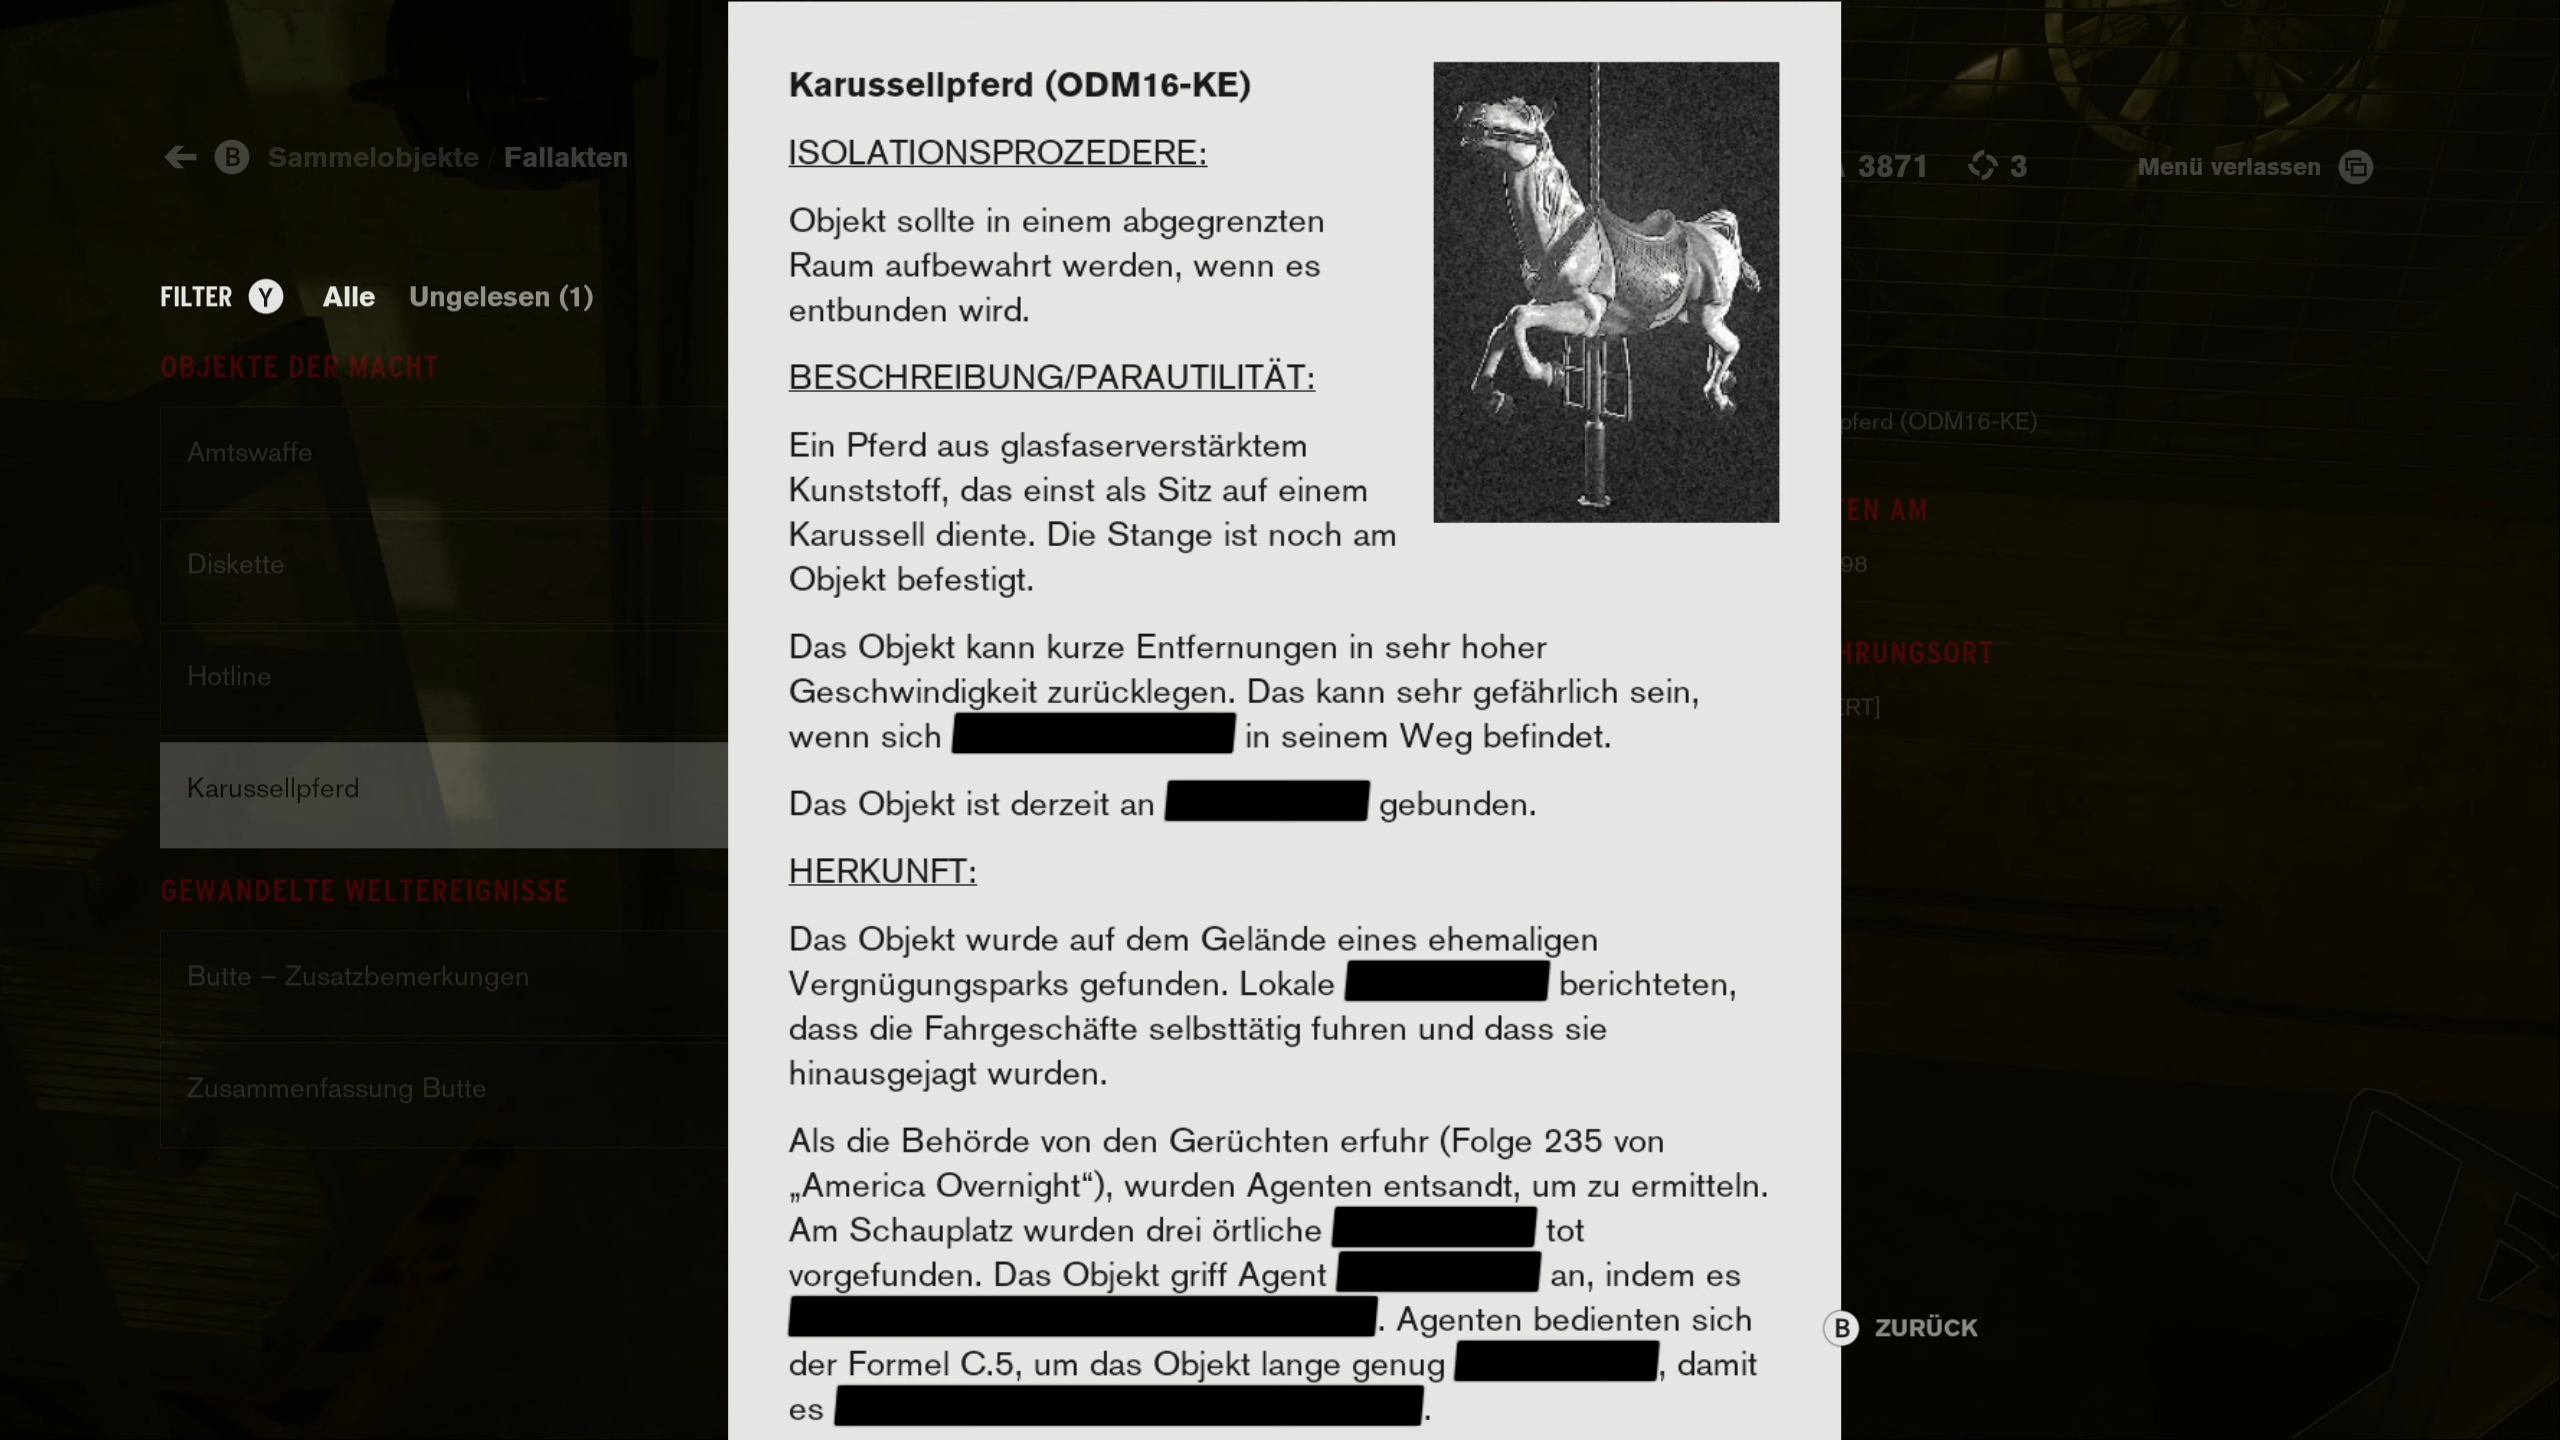 B Sammelobjekte / Fallakten
3871 3 Menü verlassen
FILTER Y Alle Ungelesen (1)
OBJEKTE DER MACHT
Amtswaffe
Diskette
Hotline
Karussellpferd
GEWANDELTE WELTEREIGNISSE
Butte – Zusatzbemerkungen
Zusammenfassung Butte
Karussellpferd (ODM16-KE)
ISOLATIONSPROZEDERE:
Objekt sollte in einem abgegrenzten
Raum aufbewahrt werden, wenn es
entbunden wird.
BESCHREIBUNG/PARAUTILITÄT:
Ein Pferd aus glasfaserverstärktem
Kunststoff, das einst als Sitz auf einem
Karussell diente. Die Stange ist noch am
Objekt befestigt.
Das Objekt kann kurze Entfernungen in sehr hoher
Geschwindigkeit zurücklegen. Das kann sehr gefährlich sein,
wenn sich in seinem Weg befindet.
Das Objekt ist derzeit an gebunden.
HERKUNFT:
Das Objekt wurde auf dem Gelände eines ehemaligen
Vergnügungsparks gefunden. Lokale berichteten,
dass die Fahrgeschäfte selbsttätig fuhren und dass sie
hinausgejagt wurden.
Als die Behörde von den Gerüchten erfuhr (Folge 235 von
„America Overnight“), wurden Agenten entsandt, um zu ermitteln.
Am Schauplatz wurden drei örtliche tot
vorgefunden. Das Objekt griff Agent an, indem es
. Agenten bedienten sich
der Formel C.5, um das Objekt lange genug , damit
es .
pferd (ODM16-KE)
EN AM
98
HRUNGSORT
ERT]
B ZURÜCK